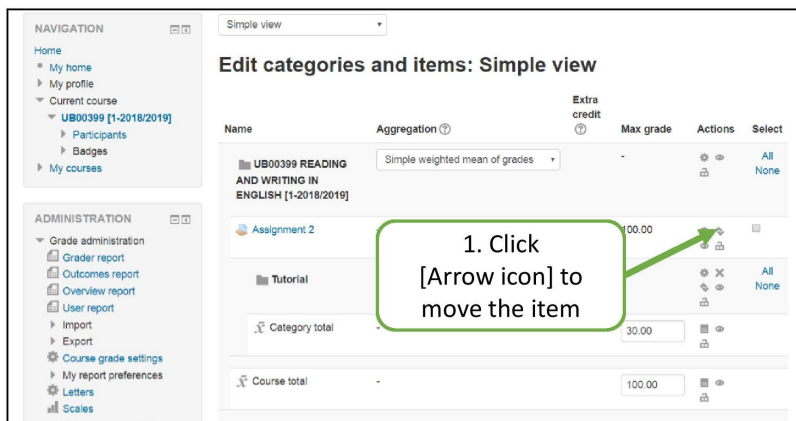 NAVIGATION
Home
My home
My profile
Current course
UB00399 [1-2018/2019]
Participants
Badges
My courses
ADMINISTRATION
Grade administration
Grader report
Outcomes report
Overview report
User report
Import
Export
Course grade settings
My report preferences
Letters
Scales
Simple view
Edit categories and items: Simple view
Name Aggregation Extra credit Max grade Actions Select
UB00399 READING
AND WRITING IN
ENGLISH [1-2018/2019]
Simple weighted mean of grades - All
None
Assignment 2 - 100.00
1. Click
[Arrow icon] to
move the item
Tutorial All
None
Category total - 30.00
Course total - 100.00